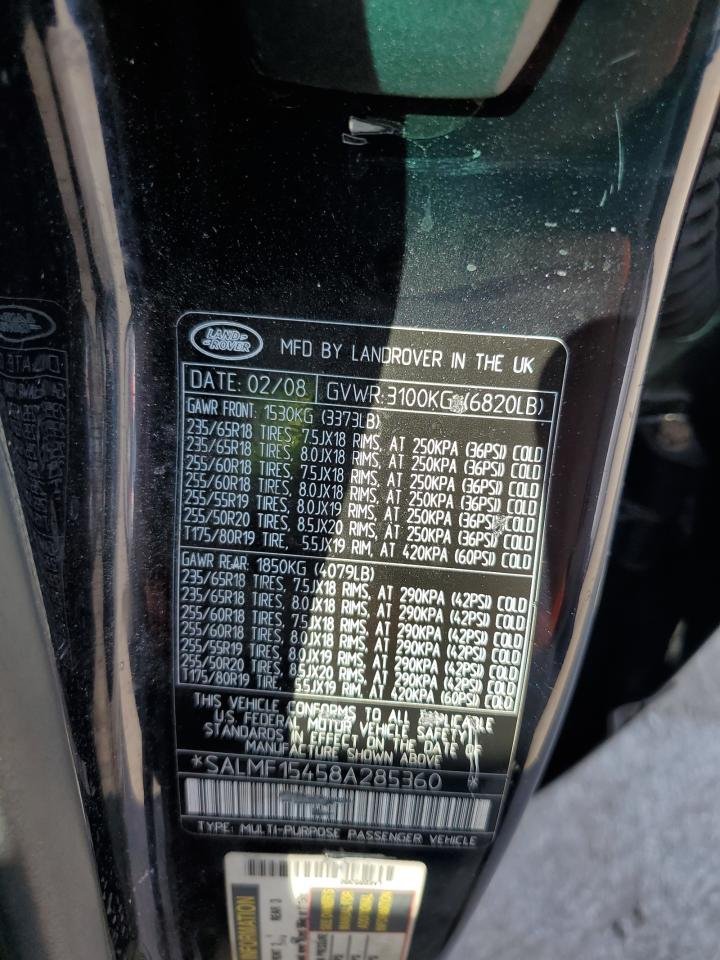 LAND-
ROVER
MFD BY LANDROVER IN THE UK
DATE: 02/08 GVWR: 3100KG (6820LB)
GAWR FRONT: 1530KG (3373LB)
235/65R18 TIRES, 7.5JX18 RIMS, AT 250KPA (36PSI) COLD
235/65R18 TIRES, 8.0JX18 RIMS, AT 250KPA (36PSI) COLD
255/60R18 TIRES, 7.5JX18 RIMS, AT 250KPA (36PSI) COLD
255/60R18 TIRES, 8.0JX18 RIMS, AT 250KPA (36PSI) COLD
255/55R19 TIRES, 8.0JX19 RIMS, AT 250KPA (36PSI) COLD
255/50R20 TIRES, 8.5JX20 RIMS, AT 250KPA (36PSI) COLD
T175/80R19 TIRE, 5.5JX19 RIM, AT 420KPA (60PSI) COLD
GAWR REAR: 1850KG (4079LB)
235/65R18 TIRES, 7.5JX18 RIMS, AT 290KPA (42PSI) COLD
235/65R18 TIRES, 8.0JX18 RIMS, AT 290KPA (42PSI) COLD
255/60R18 TIRES, 7.5JX18 RIMS, AT 290KPA (42PSI) COLD
255/60R18 TIRES, 8.0JX18 RIMS, AT 290KPA (42PSI) COLD
255/55R19 TIRES, 8.0JX19 RIMS, AT 290KPA (42PSI) COLD
255/50R20 TIRES, 8.5JX20 RIMS, AT 290KPA (42PSI) COLD
T175/80R19 TIRE, 5.5JX19 RIM, AT 420KPA (60PSI) COLD
THIS VEHICLE CONFORMS TO ALL APPLICABLE
U.S. FEDERAL MOTOR VEHICLE SAFETY
STANDARDS IN EFFECT ON THE DATE OF
MANUFACTURE SHOWN ABOVE
*SALMF15458A285360 *
TYPE: MULTI-PURPOSE PASSENGER VEHICLE
INFORMATION
REAR